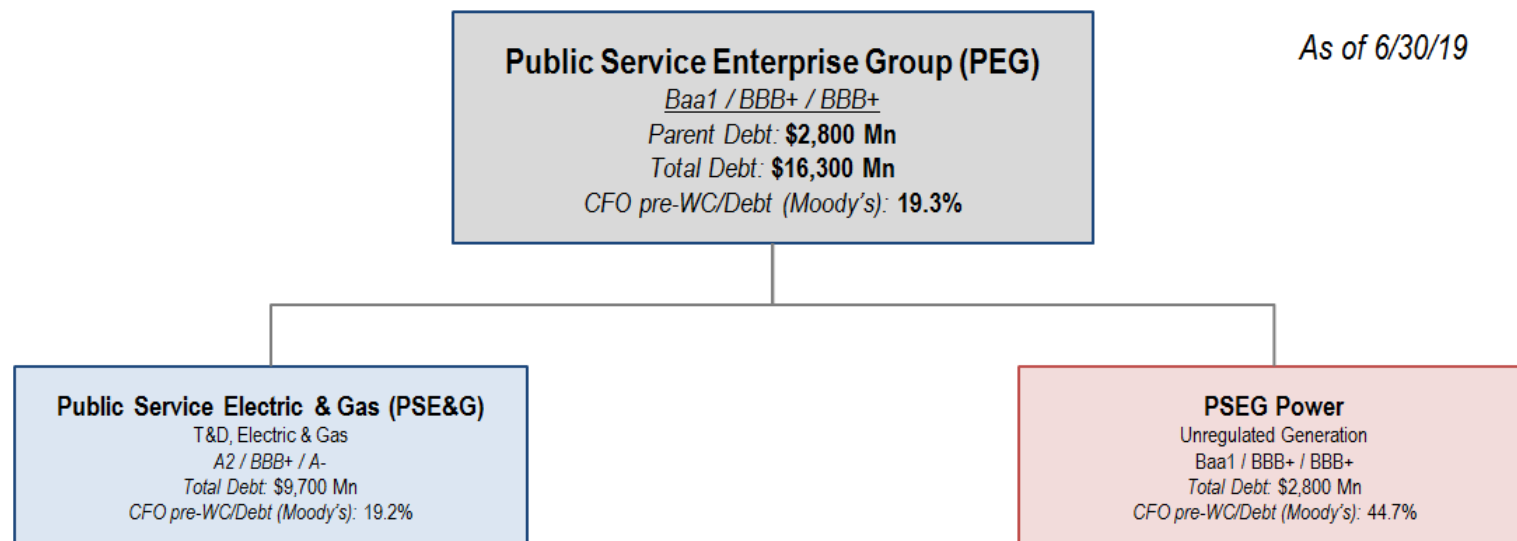 As of 6/30/19
Public Service Enterprise Group (PEG)
Baa1 / BBB+ / BBB+
Parent Debt: $2,800 Mn
Total Debt: $16,300 Mn
CFO pre-WC/Debt (Moody's): 19.3%
Public Service Electric & Gas (PSE&G)
T&D, Electric & Gas
A2 / BBB+ / A-
Total Debt: $9,700 Mn
CFO pre-WC/Debt (Moody's): 19.2%
PSEG Power
Unregulated Generation
Baa1 / BBB+ / BBB+
Total Debt: $2,800 Mn
CFO pre-WC/Debt (Moody's): 44.7%